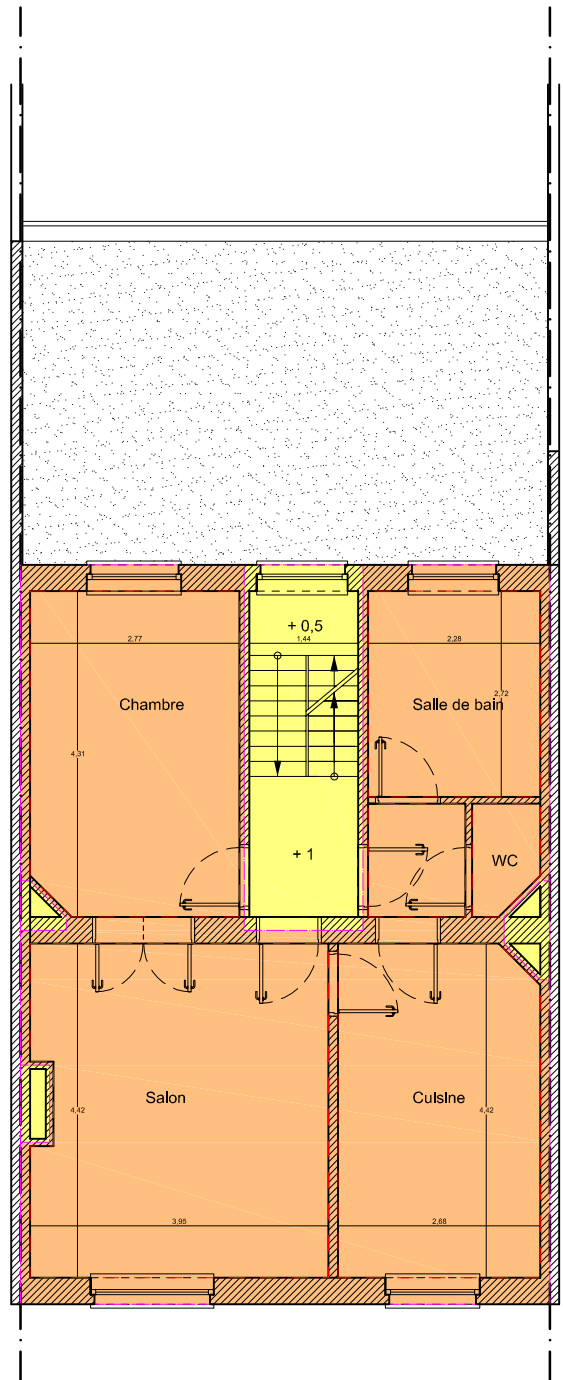 + 0,5
2,77
1,44
2,28
2,72
Chambre
Salle de bain
4,31
+ 1
WC
Salon
Cuisine
4,42
4,42
3,95
2,68